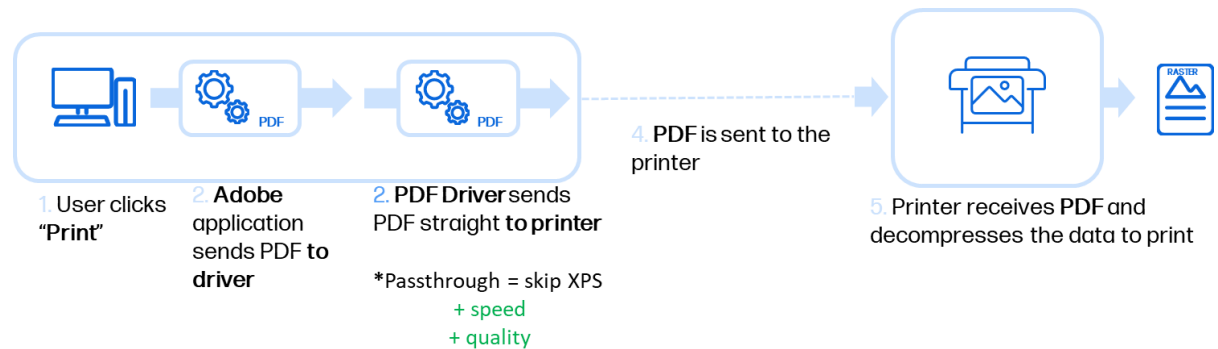 PDF
PDF
RASTER
1. User clicks
“Print”
2. Adobe
application
sends PDF to
driver
2. PDF Driver sends
PDF straight to printer
*Passthrough = skip XPS
+ speed
+ quality
4. PDF is sent to the
printer
5. Printer receives PDF and
decompresses the data to print